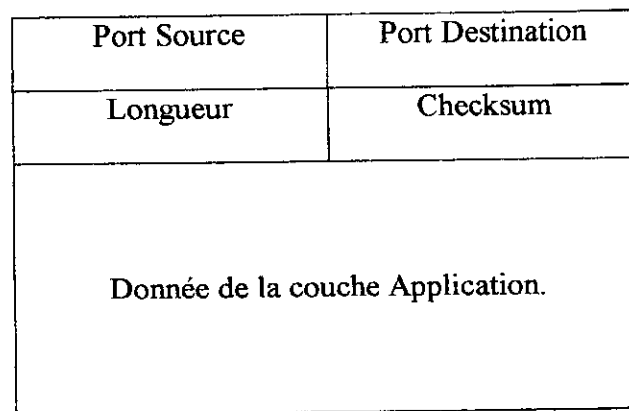 Port Source
Port Destination
Longueur
Checksum
Donnée de la couche Application.